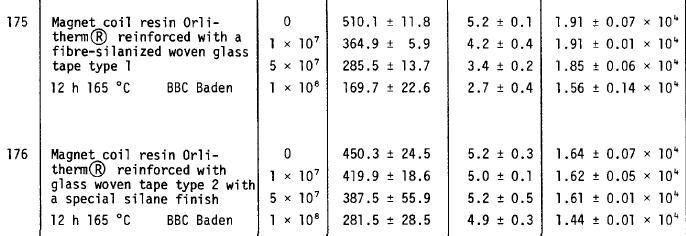 175 Magnet coil resin Orli- 0 510.1 ± 11.8 5.2 ± 0.1 1.91 ± 0.07 × 10⁴
therm® reinforced with a 1 × 10⁷ 364.9 ± 5.9 4.2 ± 0.4 1.91 ± 0.01 × 10⁴
fibre-silanized woven glass
tape type 1 5 × 10⁷ 285.5 ± 13.7 3.4 ± 0.2 1.85 ± 0.06 × 10⁴
12 h 165 °C BBC Baden 1 × 10⁸ 169.7 ± 22.6 2.7 ± 0.4 1.56 ± 0.14 × 10⁴
176 Magnet coil resin Orli- 0 450.3 ± 24.5 5.2 ± 0.3 1.64 ± 0.07 × 10⁴
therm® reinforced with 1 × 10⁷ 419.9 ± 18.6 5.0 ± 0.1 1.62 ± 0.05 × 10⁴
glass woven tape type 2 with
a special silane finish 5 × 10⁷ 387.5 ± 55.9 5.2 ± 0.5 1.61 ± 0.01 × 10⁴
12 h 165 °C BBC Baden 1 × 10⁸ 281.5 ± 28.5 4.9 ± 0.3 1.44 ± 0.01 × 10⁴